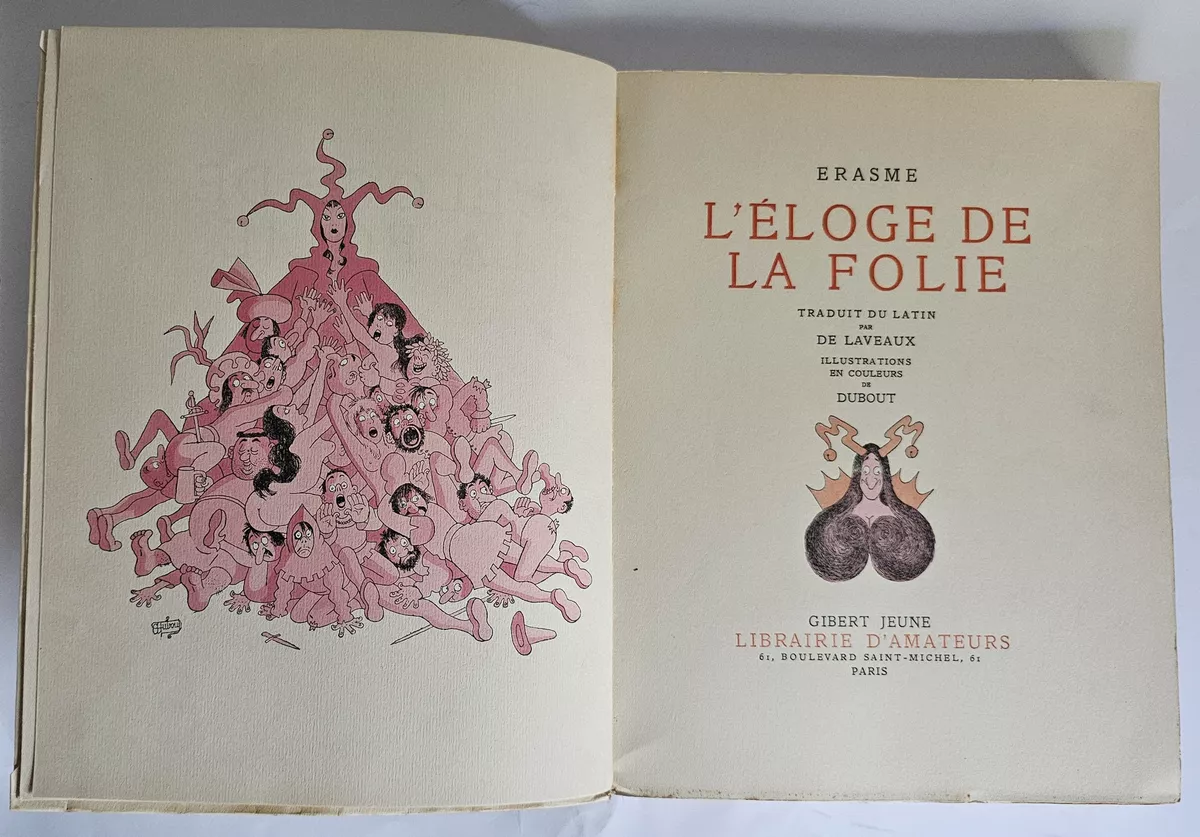 Dubout
ERASME
L'ÉLOGE DE
LA FOLIE
TRADUIT DU LATIN
PAR
DE LAVEAUX
ILLUSTRATIONS
EN COULEURS
DE
DUBOUT
GIBERT JEUNE
LIBRAIRIE D'AMATEURS
61, BOULEVARD SAINT-MICHEL, 61
PARIS